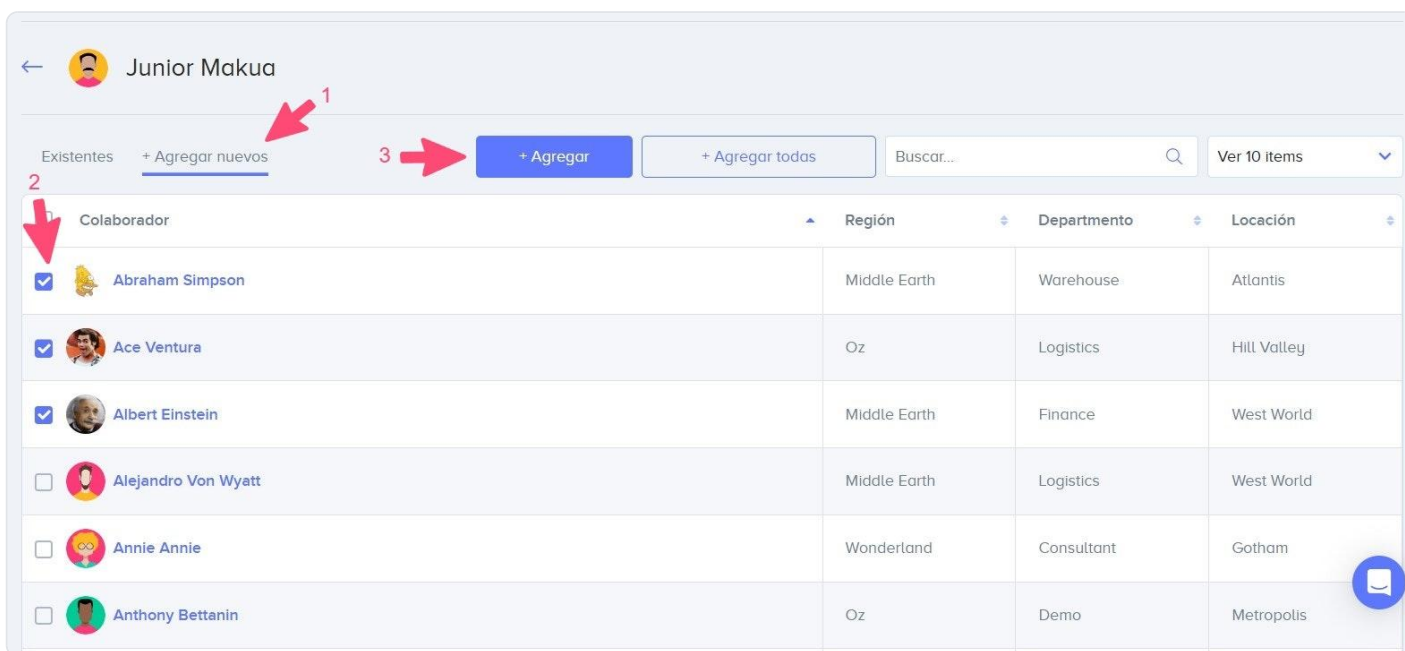 Junior Makua
1
Existentes + Agregar nuevos 3 + Agregar + Agregar todas Buscar... Ver 10 items
2
Colaborador Región Departmento Locación
Abraham Simpson Middle Earth Warehouse Atlantis
Ace Ventura Oz Logistics Hill Valley
Albert Einstein Middle Earth Finance West World
Alejandro Von Wyatt Middle Earth Logistics West World
Annie Annie Wonderland Consultant Gotham
Anthony Bettanin Oz Demo Metropolis